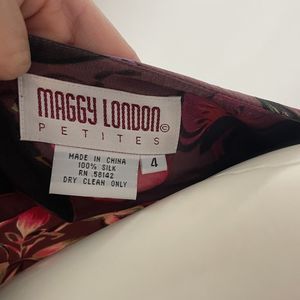 MAGGY LONDON©
PETITES
MADE IN CHINA
100% SILK
RN 58142
DRY CLEAN ONLY
4